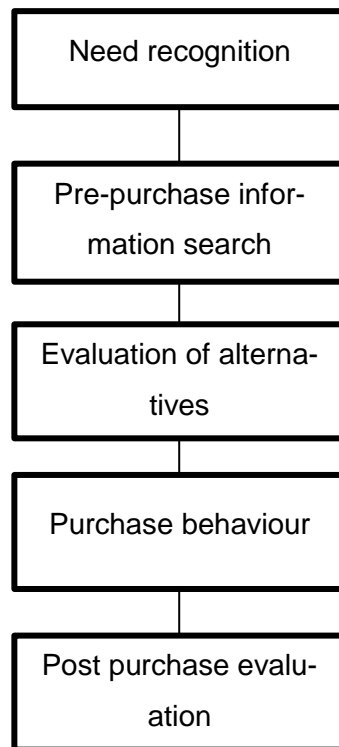 Need recognition
Pre-purchase infor-
mation search
Evaluation of alterna-
tives
Purchase behaviour
Post purchase evalu-
ation